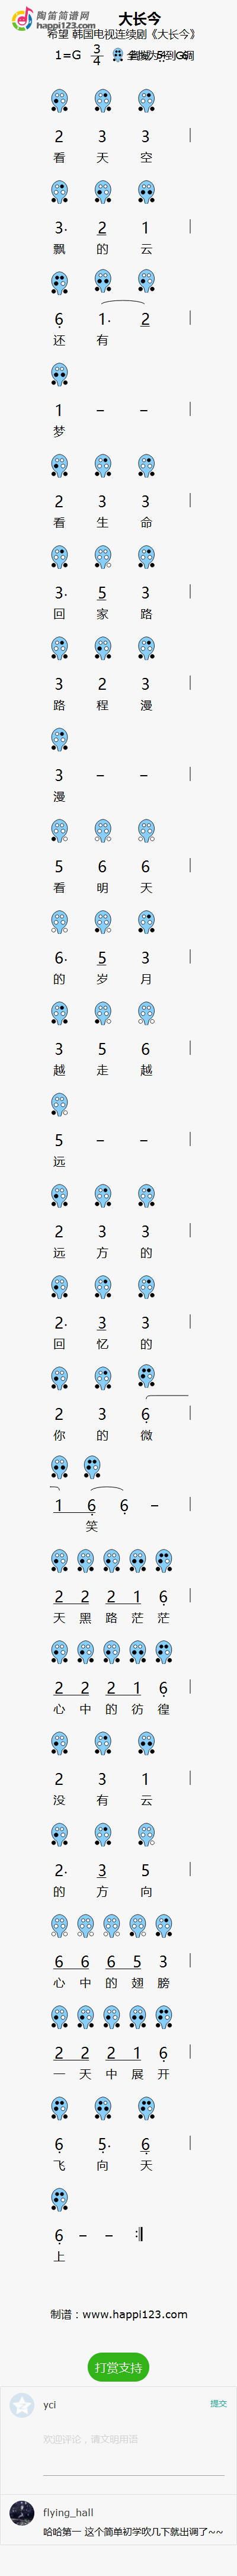 陶笛简谱网
happi123.com
大长今
希望 韩国电视连续剧《大长今》
1=G 3/4
2 3 3
看 天 空
3· 2 1
飘 的 云
6 1· 2
还 有
1 – –
梦
2 3 3
看 生 命
3· 5 3
回 家 路
3 2 3
路 程 漫
3 – –
漫
5 6 6
看 明 天
6· 5 3
的 岁 月
3 5 6
越 走 越
5 – –
远
2 3 3
远 方 的
2· 3 3
回 忆 的
2 3 6
你 的 微
1 6 6 –
笑
2 2 2 1 6
天 黑 路 茫 茫
2 2 2 1 6
心 中 的 彷 徨
2 3 1
没 有 云
2· 3 5
的 方 向
6 6 6 5 3
心 中 的 翅 膀
2 2 2 1 6
一 天 中 展 开
6 5· 6
飞 向 天
6 – – :||
上
制谱：www.happi123.com
打赏支持
yci 提交
欢迎评论，请文明用语
flying_hall
哈哈第一 这个简单初学吹几下就出调了~~